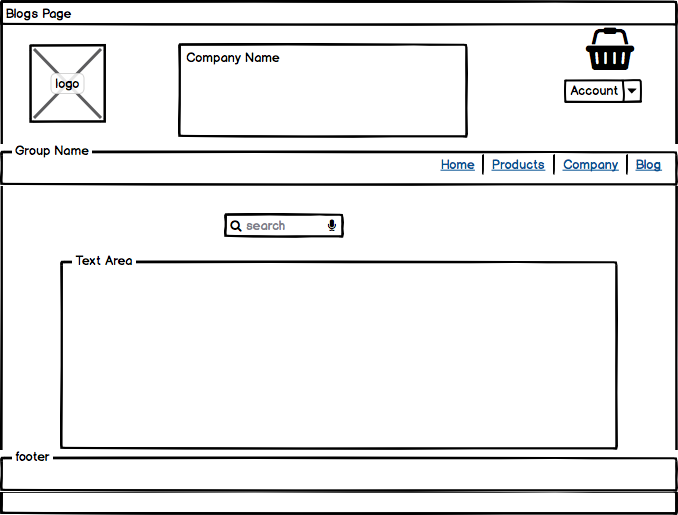 Blogs Page
logo
Company Name
Account
Group Name
Home Products Company Blog
search
Text Area
footer